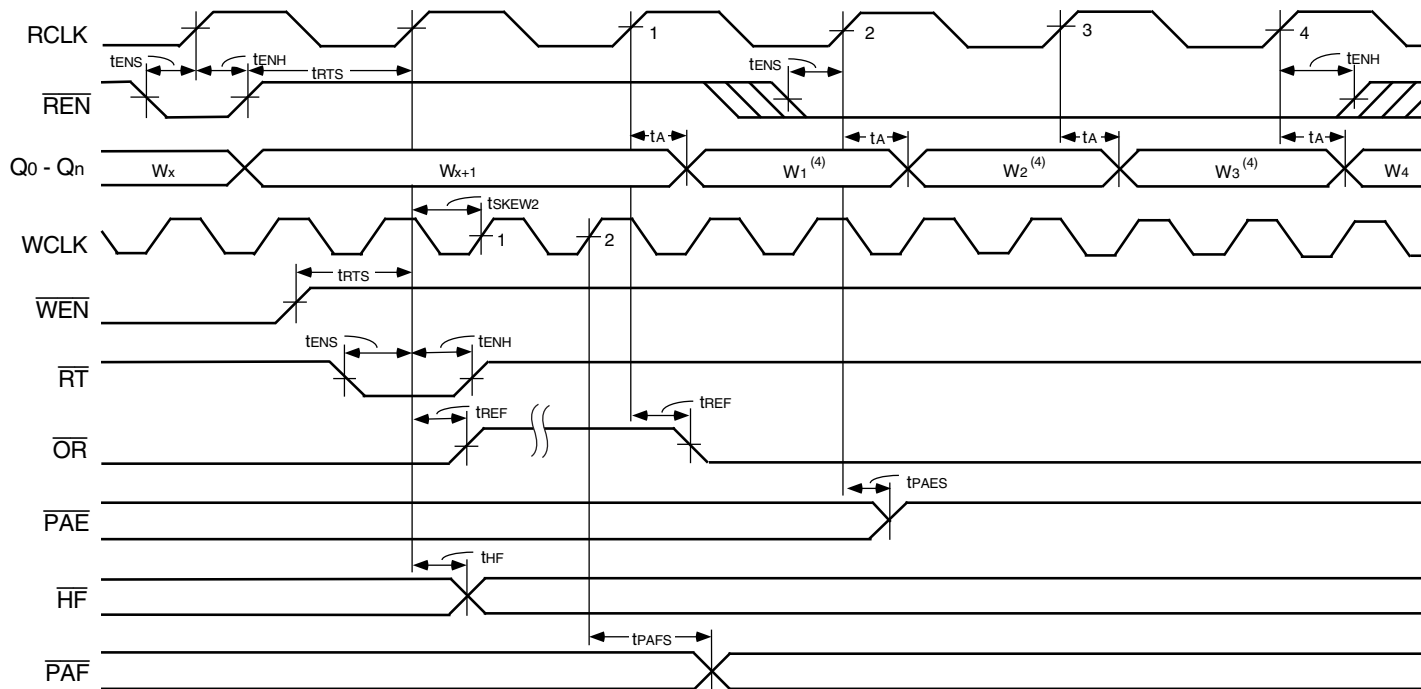 RCLK 1 2 3 4
tENS tENH tRTS tENS tENH
REN
tA tA tA tA
Q0 - Qn Wx Wx+1 W1(4) W2(4) W3(4) W4
tSKEW2
WCLK 1 2
tRTS
WEN
tENS tENH
RT
tREF tREF
OR
tPAES
PAE
tHF
HF
tPAFS
PAF